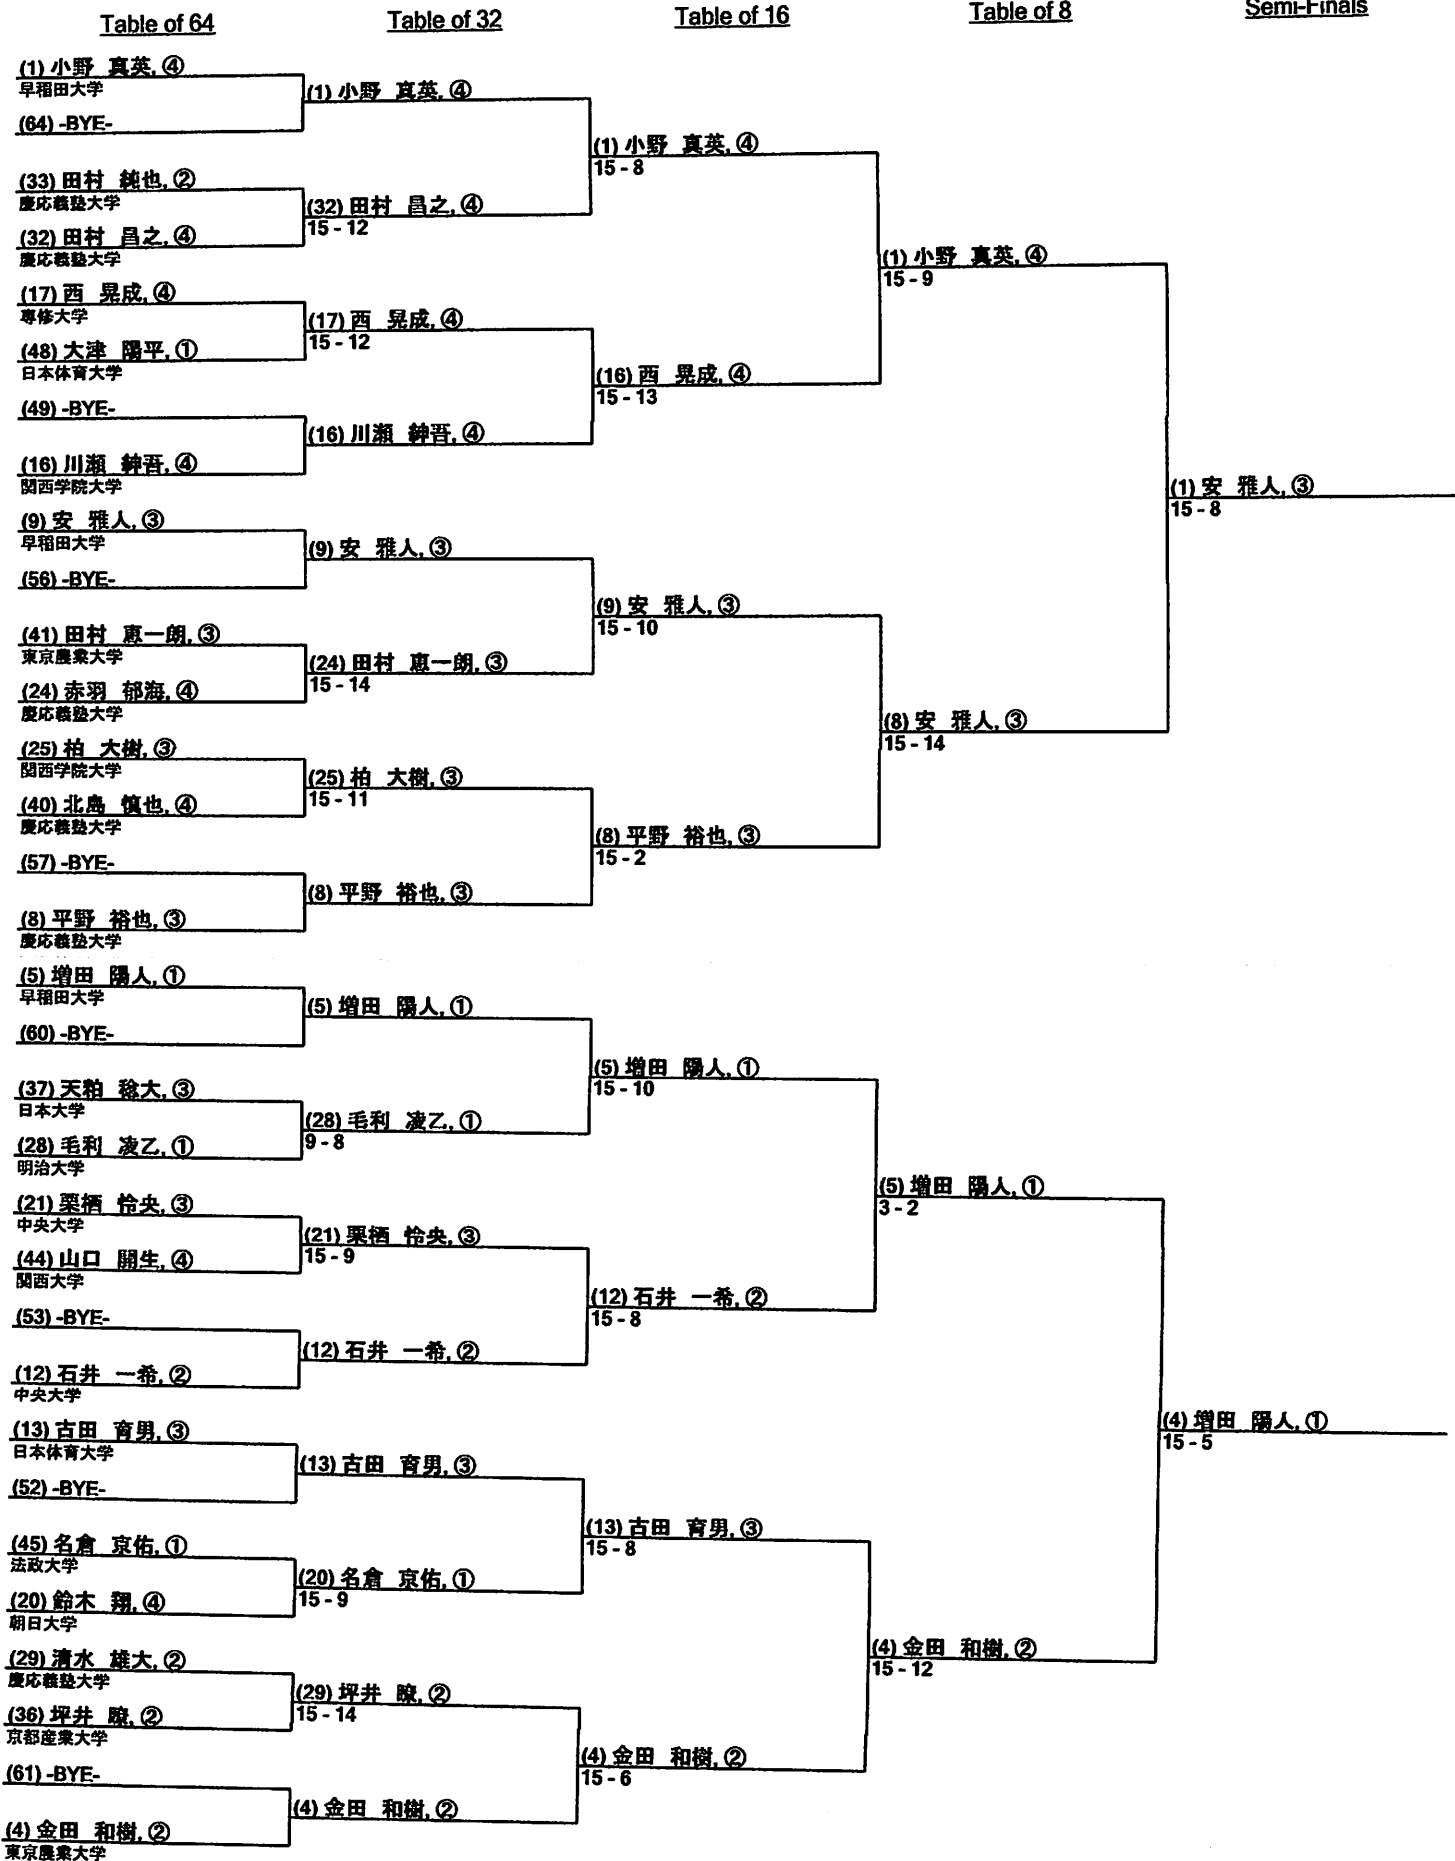 Table of 64
Table of 32
Table of 16
Table of 8
Semi-Finals
(1) 小野 真英, ④
早稲田大学
(64) -BYE-
(33) 田村 純也, ②
慶応義塾大学
(32) 田村 昌之, ④
慶応義塾大学
(17) 西 晃成, ④
専修大学
(48) 大津 陽平, ①
日本体育大学
(49) -BYE-
(16) 川瀬 紳吾, ④
関西学院大学
(9) 安 雅人, ③
早稲田大学
(56) -BYE-
(41) 田村 恵一朗, ③
東京農業大学
(24) 赤羽 郁海, ④
慶応義塾大学
(25) 柏 大樹, ③
関西学院大学
(40) 北島 慎也, ④
慶応義塾大学
(57) -BYE-
(8) 平野 裕也, ③
慶応義塾大学
(5) 増田 陽人, ①
早稲田大学
(60) -BYE-
(37) 天粕 稔大, ③
日本大学
(28) 毛利 凌乙, ①
明治大学
(21) 栗栖 怜央, ③
中央大学
(44) 山口 開生, ④
関西大学
(53) -BYE-
(12) 石井 一希, ②
中央大学
(13) 古田 育男, ③
日本体育大学
(52) -BYE-
(45) 名倉 京佑, ①
法政大学
(20) 鈴木 翔, ④
朝日大学
(29) 清水 雄大, ②
慶応義塾大学
(36) 坪井 瞭, ②
京都産業大学
(61) -BYE-
(4) 金田 和樹, ②
東京農業大学
(1) 小野 真英, ④
(32) 田村 昌之, ④
15 - 12
(17) 西 晃成, ④
15 - 12
(16) 川瀬 紳吾, ④
(9) 安 雅人, ③
(24) 田村 恵一朗, ③
15 - 14
(25) 柏 大樹, ③
15 - 11
(8) 平野 裕也, ③
(5) 増田 陽人, ①
(28) 毛利 凌乙, ①
9 - 8
(21) 栗栖 怜央, ③
15 - 9
(12) 石井 一希, ②
(13) 古田 育男, ③
(20) 名倉 京佑, ①
15 - 9
(29) 坪井 瞭, ②
15 - 14
(4) 金田 和樹, ②
(1) 小野 真英, ④
15 - 8
(16) 西 晃成, ④
15 - 13
(9) 安 雅人, ③
15 - 10
(8) 平野 裕也, ③
15 - 2
(5) 増田 陽人, ①
15 - 10
(12) 石井 一希, ②
15 - 8
(13) 古田 育男, ③
15 - 8
(4) 金田 和樹, ②
15 - 6
(1) 小野 真英, ④
15 - 9
(8) 安 雅人, ③
15 - 14
(5) 増田 陽人, ①
3 - 2
(4) 金田 和樹, ②
15 - 12
(1) 安 雅人, ③
15 - 8
(4) 増田 陽人, ①
15 - 5